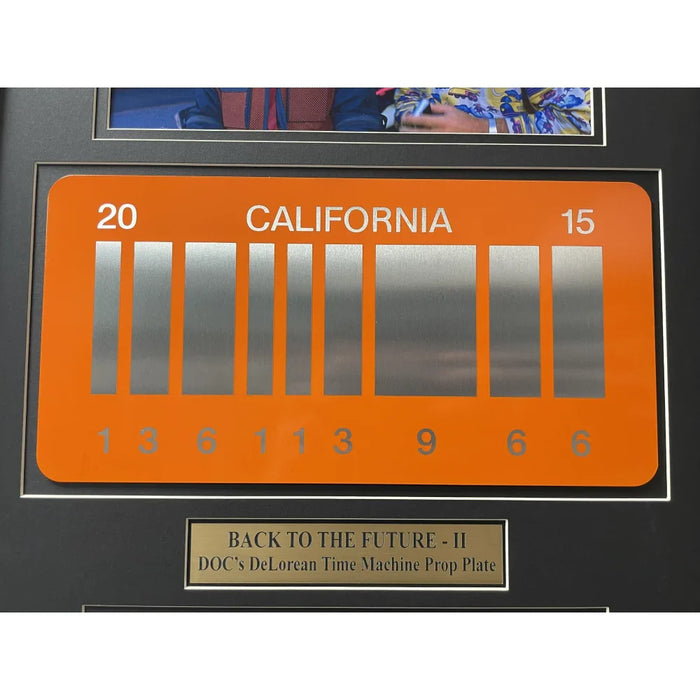 20 CALIFORNIA 15
1 3 6 1 1 3 9 6 6
BACK TO THE FUTURE - II
DOC's DeLorean Time Machine Prop Plate